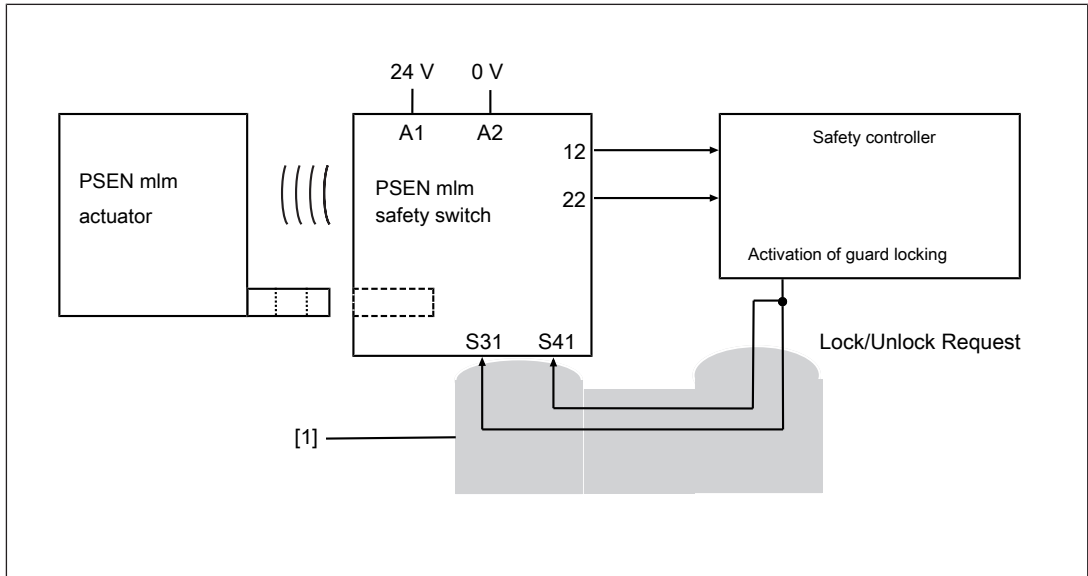 24 V
0 V
A1
A2
Safety controller
12
PSEN mlm
actuator
PSEN mlm
safety switch
22
Activation of guard locking
S31
S41
Lock/Unlock Request
[1]